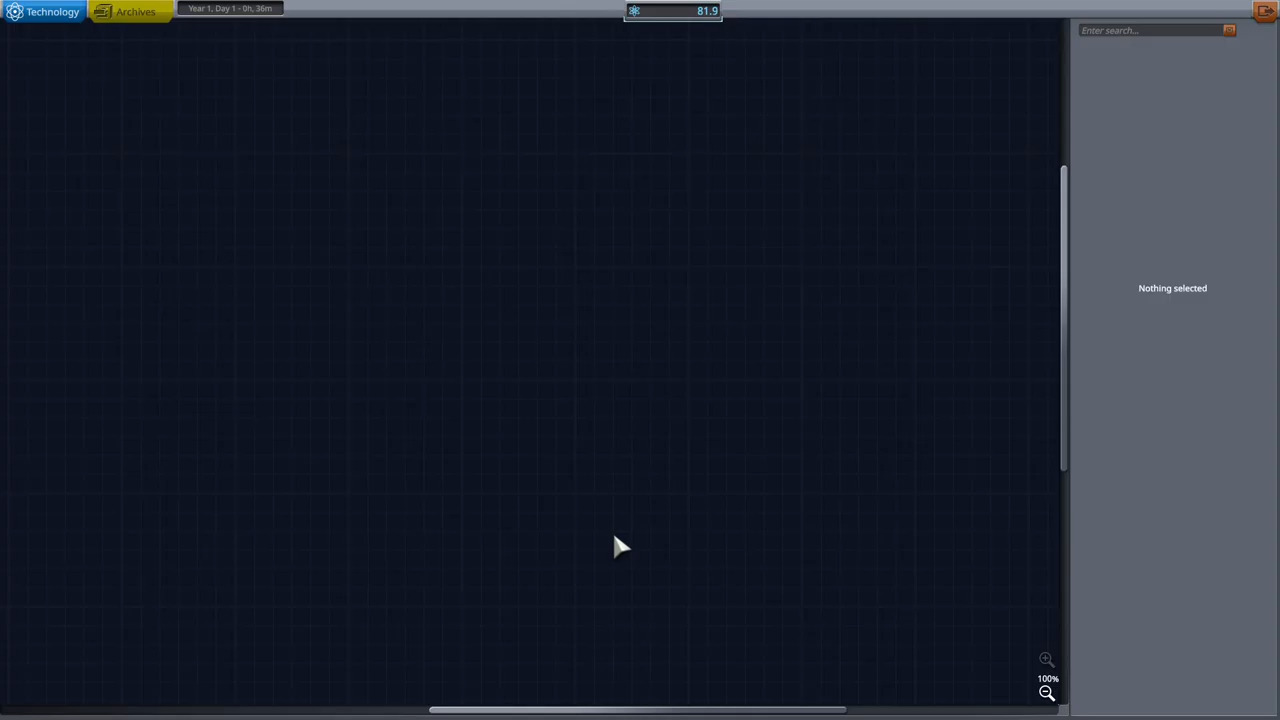 Technology
Archives
Year 1, Day 1 - 0h, 36m
81.9
Enter search...
Nothing selected
100%